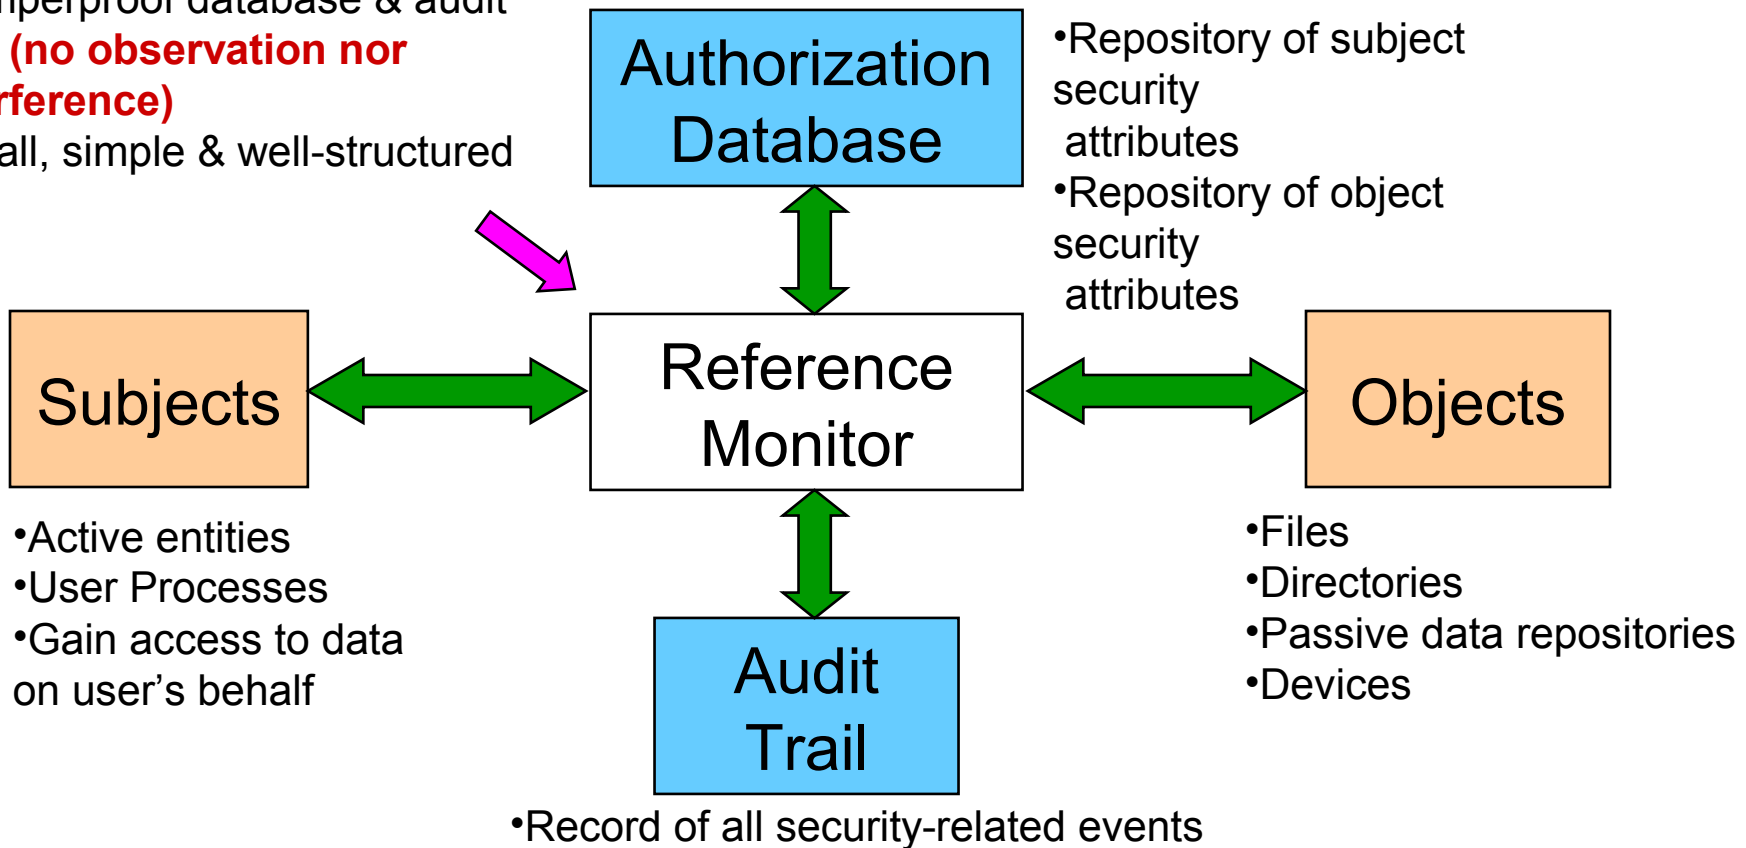 database & audit
(no observation nor
all, simple & well-structured
Authorization
Database
•Repository of subject
security
attributes
•Repository of object
security
attributes
Subjects
Reference
Monitor
Objects
•Active entities
•User Processes
•Gain access to data
on user’s behalf
•Files
•Directories
•Passive data repositories
•Devices
Audit
Trail
•Record of all security-related events